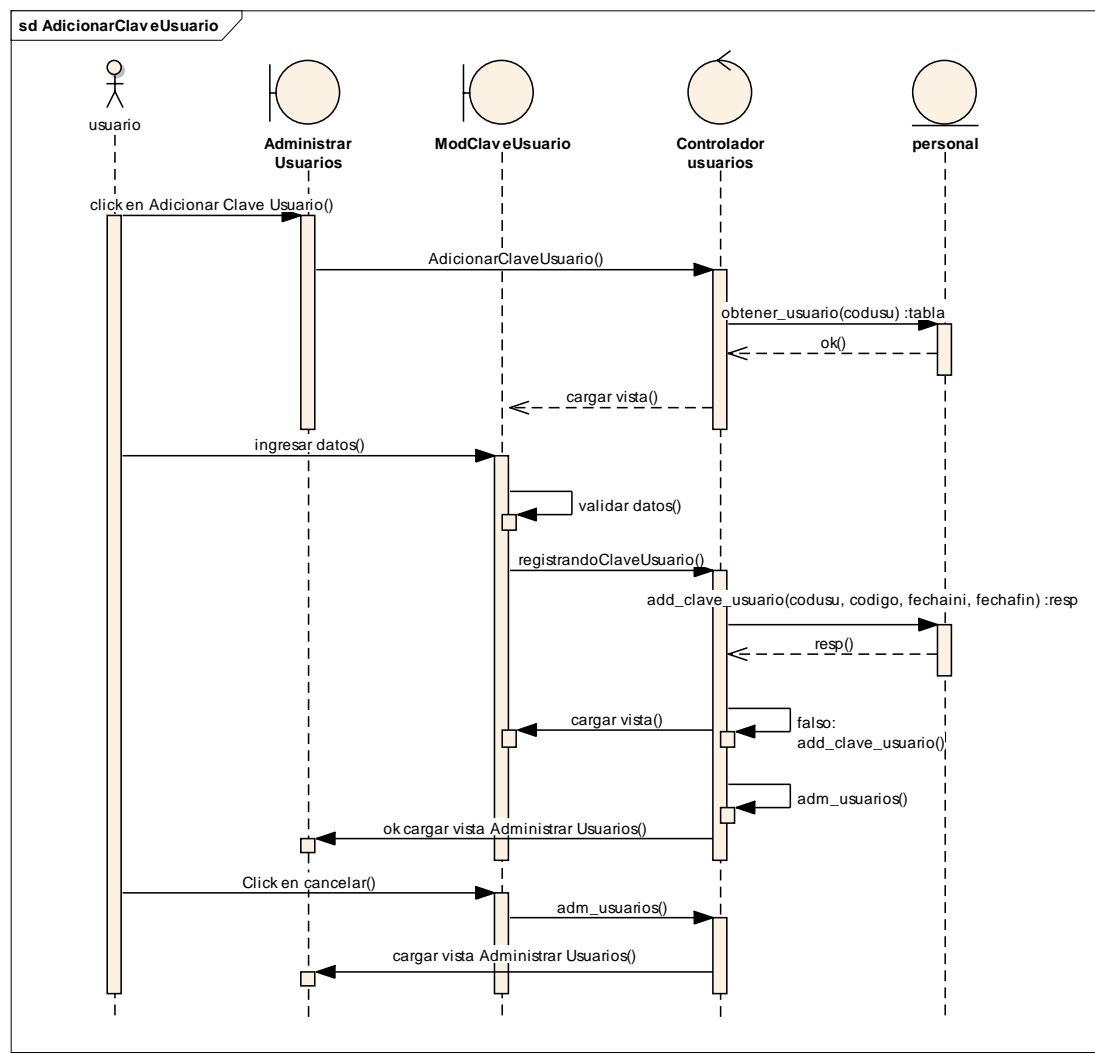 sd AdicionarClaveUsuario
usuario
Administrar
Usuarios
ModClaveUsuario
Controlador
usuarios
personal
click en Adicionar Clave Usuario()
AdicionarClaveUsuario()
obtener_usuario(codusu) :tabla
ok()
cargar vista()
ingresar datos()
validar datos()
registrandoClaveUsuario()
add_clave_usuario(codusu, codigo, fechaini, fechafin) :resp
resp()
cargar vista()
falso:
add_clave_usuario()
adm_usuarios()
ok cargar vista Administrar Usuarios()
Click en cancelar()
adm_usuarios()
cargar vista Administrar Usuarios()